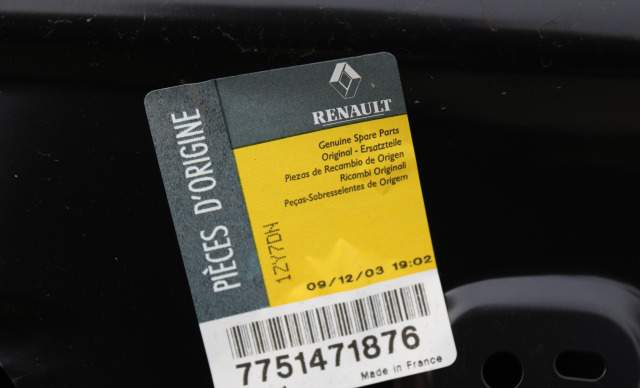 RENAULT
PIÈCES D'ORIGINE
Genuine Spare Parts
Original - Ersatzteile
Piezas de Recambio de Origen
Ricambi Originali
Peças-Sobresselentes de Origem
1ZY7DW
09/12/03 19:02
7751471876
Made in France